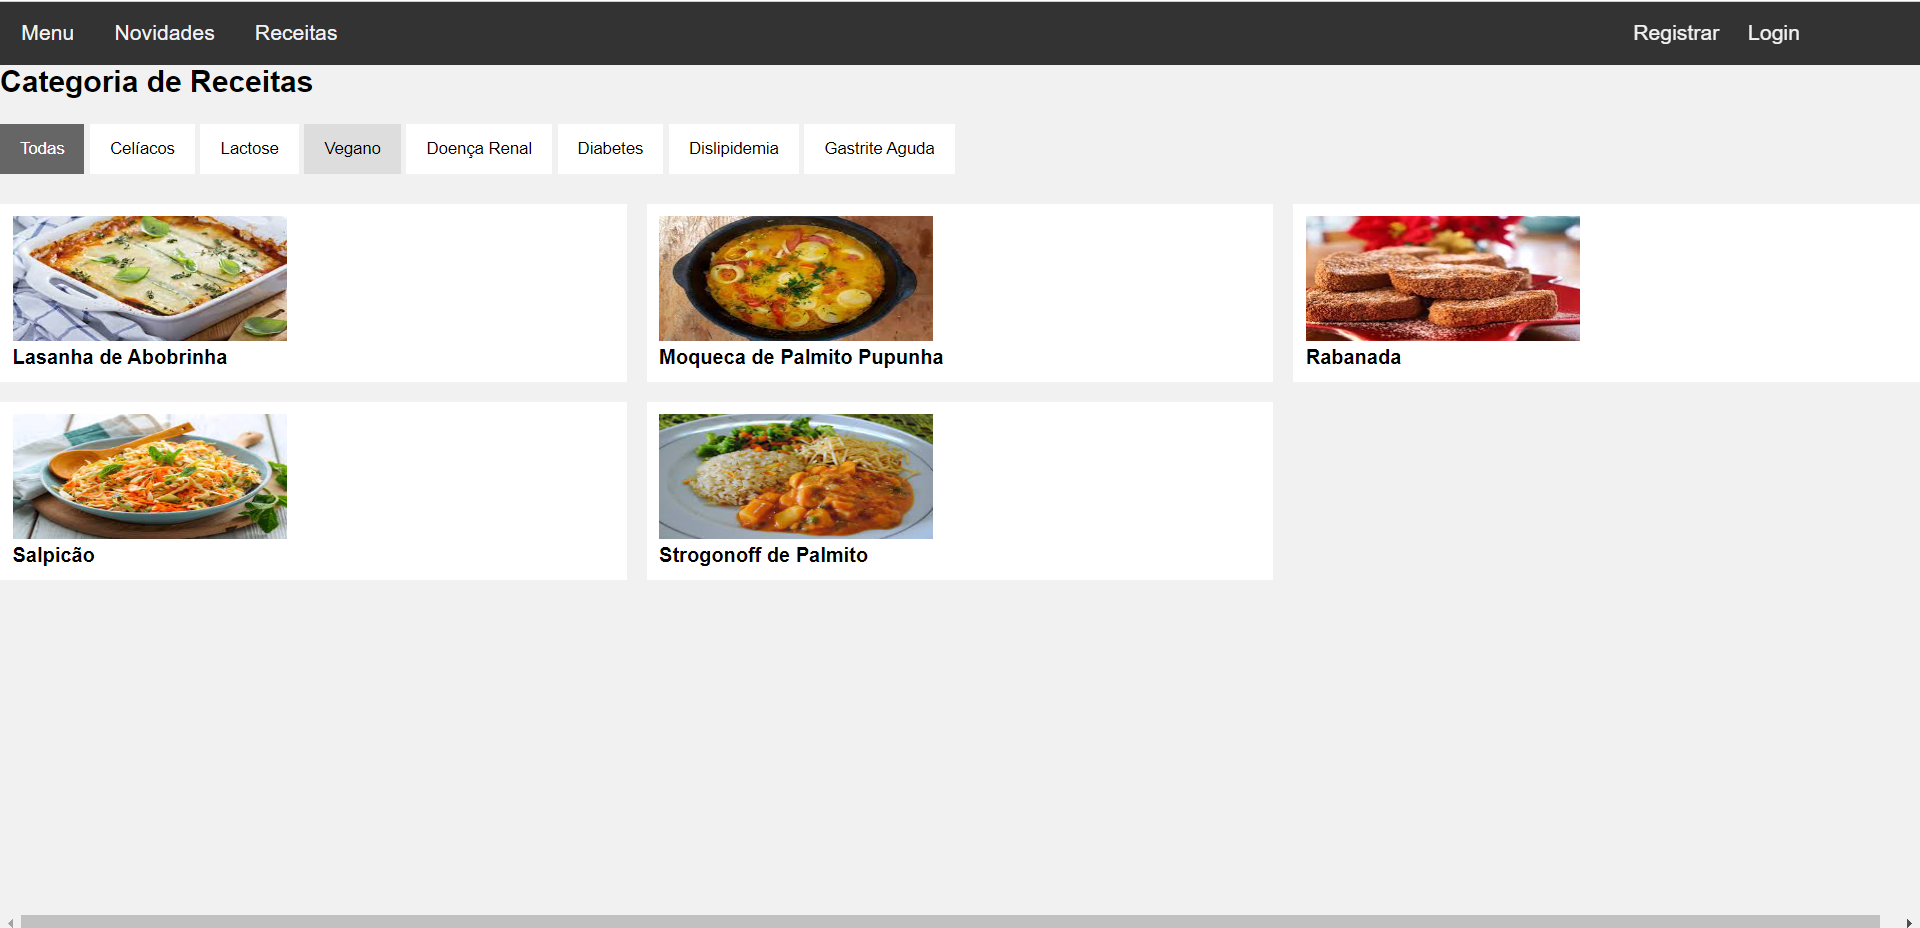 Menu Novidades Receitas Registrar Login
Categoria de Receitas
Todas Celíacos Lactose Vegano Doença Renal Diabetes Dislipidemia Gastrite Aguda
Lasanha de Abobrinha Moqueca de Palmito Pupunha Rabanada
Salpicão Strogonoff de Palmito